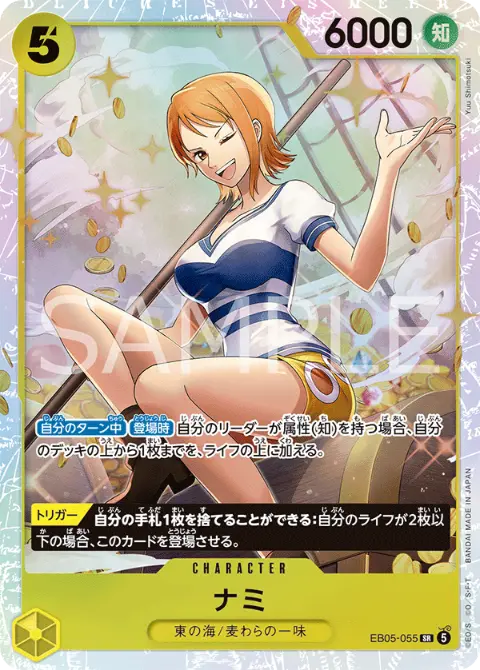 5
6000 知
Yuu Shimotsuki
SAMPLE
自分のターン中 登場時 自分のリーダーが属性(知)を持つ場合、自分
のデッキの上から1枚までを、ライフの上に加える。
トリガー 自分の手札1枚を捨てることができる:自分のライフが2枚以
下の場合、このカードを登場させる。
CHARACTER
ナミ
東の海/麦わらの一味
EB05-055 SR 5
©E.O/S ©O./S・F・T BANDAI MADE IN JAPAN